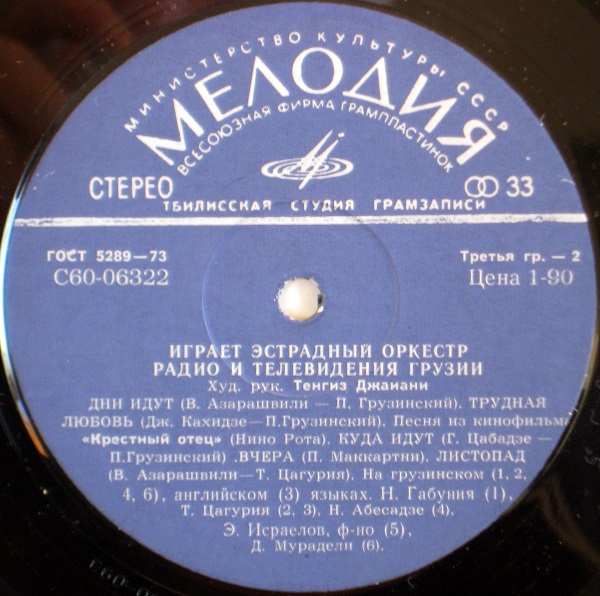 МИНИСТЕРСТВО КУЛЬТУРЫ СССР
МЕЛОДИЯ
ВСЕСОЮЗНАЯ ФИРМА ГРАМПЛАСТИНОК
СТЕРЕО
33
ТБИЛИССКАЯ СТУДИЯ ГРАМЗАПИСИ
ГОСТ 5289—73
Третья гр. — 2
С60-06322
Цена 1-90
ИГРАЕТ ЭСТРАДНЫЙ ОРКЕСТР
РАДИО И ТЕЛЕВИДЕНИЯ ГРУЗИИ
Худ. рук. Тенгиз Джаиани
ДНИ ИДУТ (В. Азарашвили — П. Грузинский), ТРУДНАЯ
ЛЮБОВЬ (Дж. Кахидзе—П.Грузинский). Песня из кинофильма
«Крестный отец» (Нино Рота). КУДА ИДУТ (Г. Цабадзе —
П.Грузинский) .ВЧЕРА (П. Маккартни). ЛИСТОПАД
(В. Азарашвили—Т. Цагурия). На грузинском (1, 2,
4, 6), английском (3) языках. Н. Габуния (1),
Т. Цагурия (2, 3), Н. Абесадзе (4),
Э. Исраелов, ф-но (5),
Д. Мурадели (6).